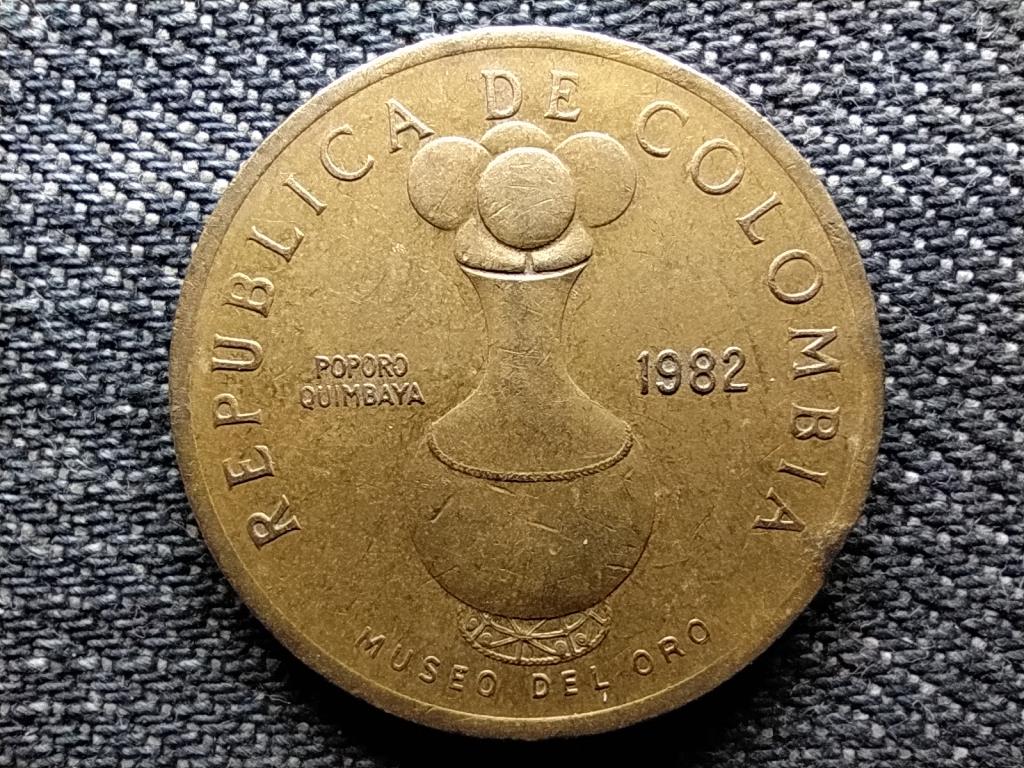 REPUBLICA DE COLOMBIA
POPORO
QUIMBAYA
1982
MUSEO DEL ORO